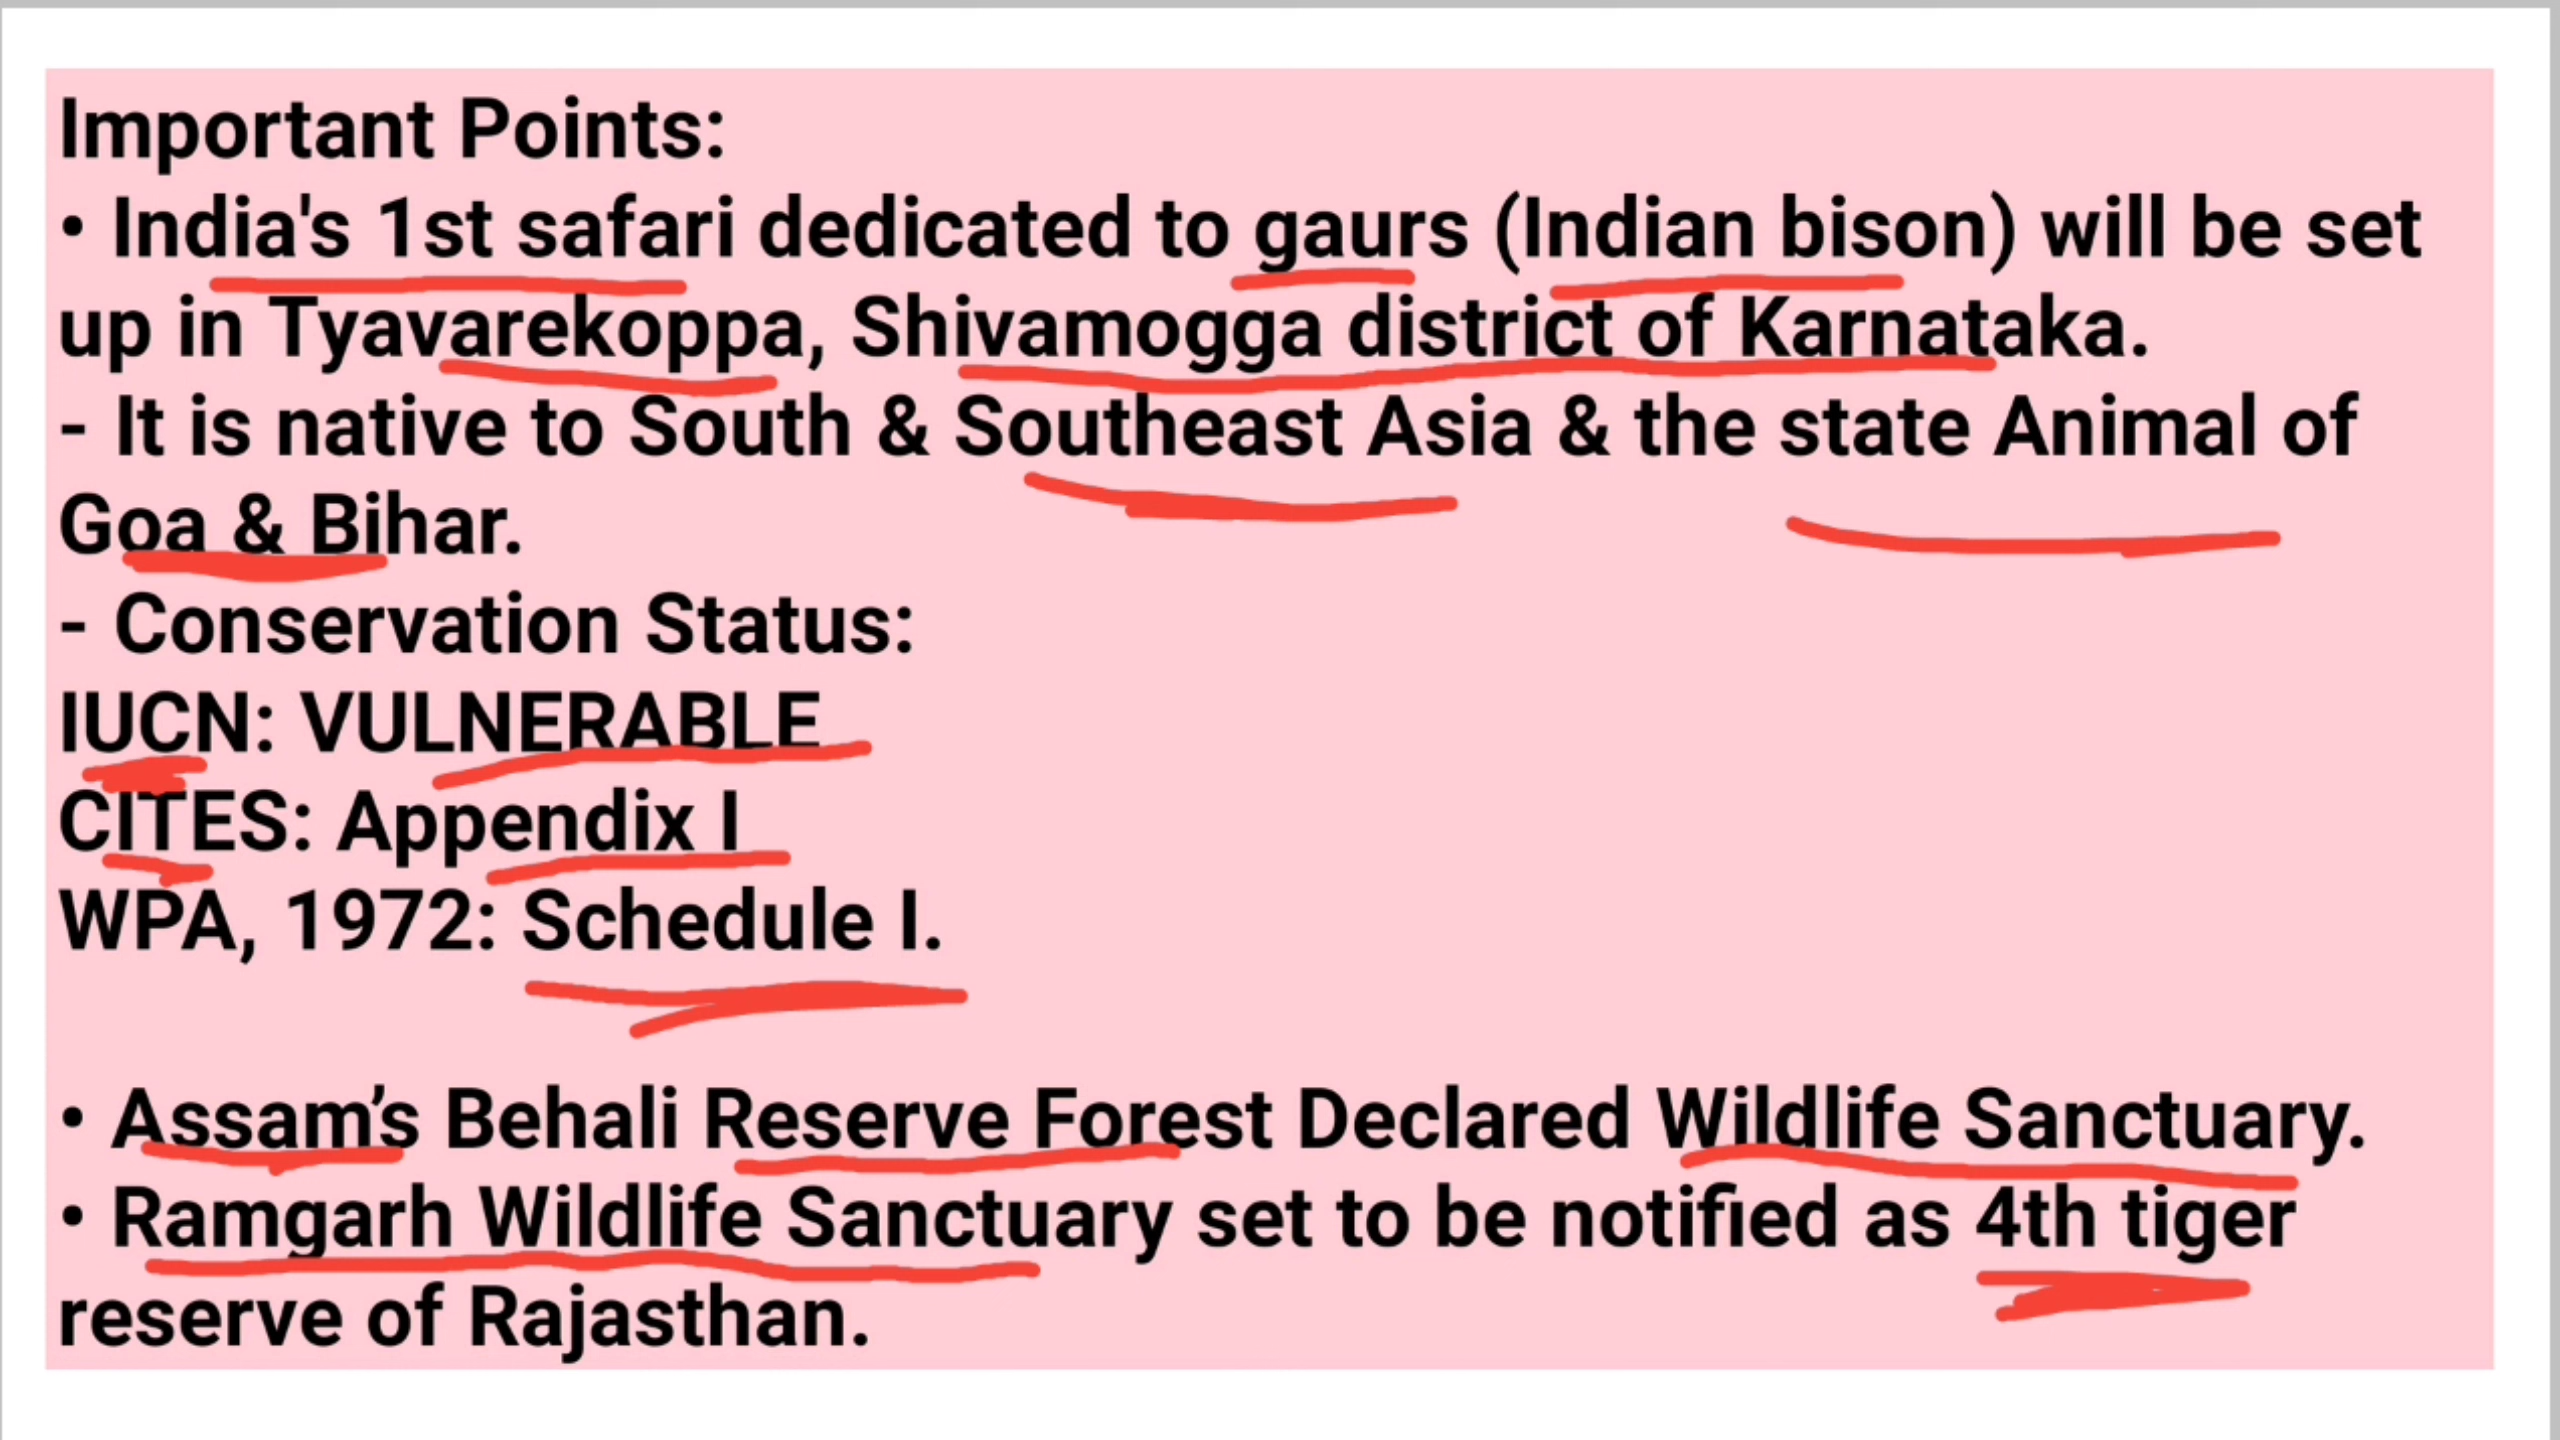 Important Points:
• India's 1st safari dedicated to gaurs (Indian bison) will be set
up in Tyavarekoppa, Shivamogga district of Karnataka.
- It is native to South & Southeast Asia & the state Animal of
Goa & Bihar.
- Conservation Status:
IUCN: VULNERABLE
CITES: Appendix I
WPA, 1972: Schedule I.
• Assam’s Behali Reserve Forest Declared Wildlife Sanctuary.
• Ramgarh Wildlife Sanctuary set to be notified as 4th tiger
reserve of Rajasthan.